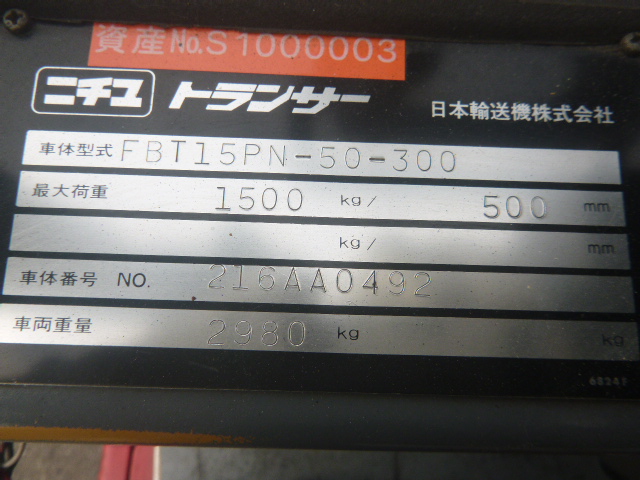 資産No.S1000003
ニチユ トランサー 日本輸送機株式会社
車体型式 FBT15PN-50-300
最大荷重 1500 kg/ 500 mm
kg/ mm
車体番号 NO. 216AA0492
車両重量 2980 kg kg
68247